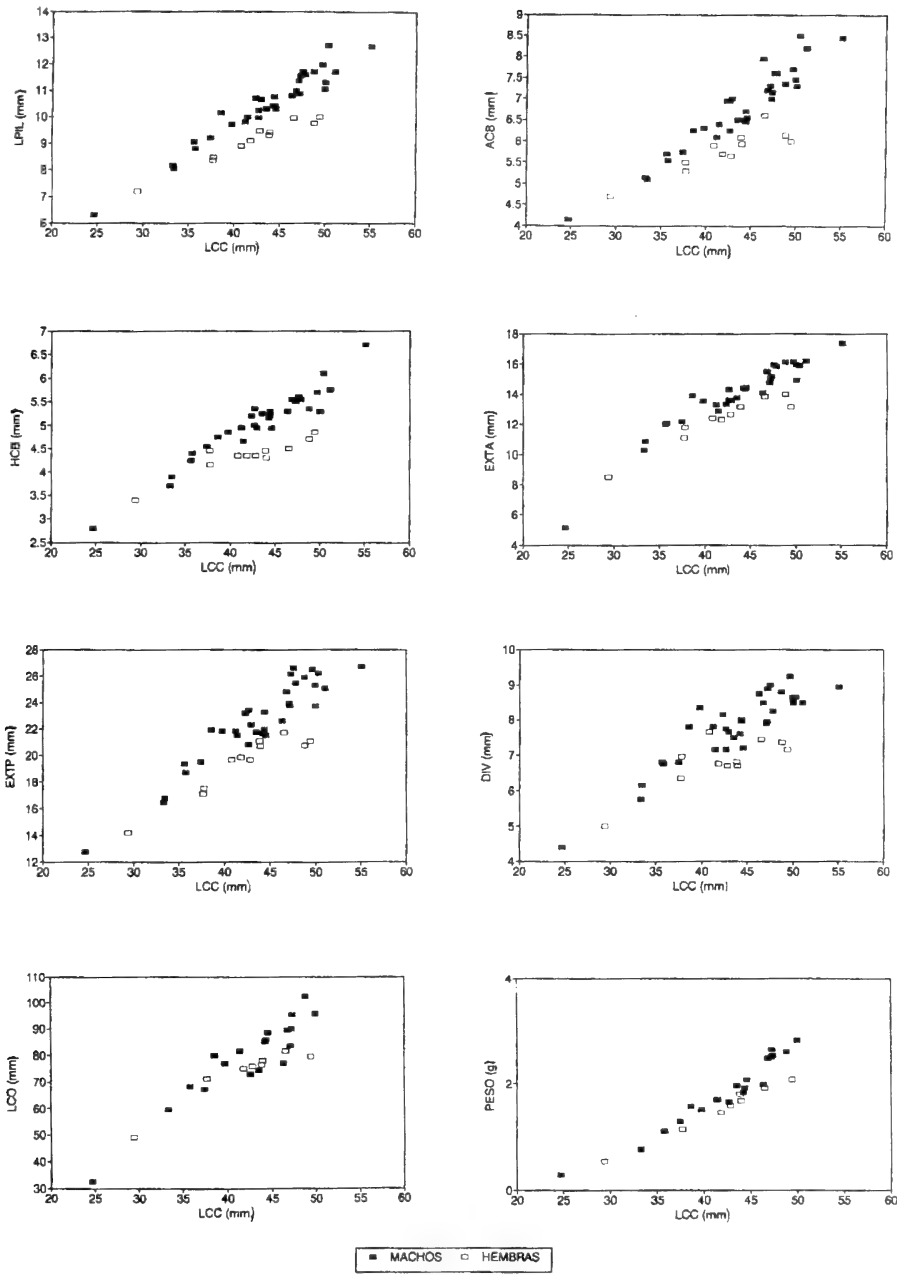 14
13
12
11
10
9
8
7
6
LPIL (mm)
20 25 30 35 40 45 50 55 60
LCC (mm)
9
8.5
8
7.5
7
6.5
6
5.5
5
4.5
4
ACB (mm)
20 25 30 35 40 45 50 55 60
LCC (mm)
7
6.5
6
5.5
5
4.5
4
3.5
3
2.5
HCB (mm)
20 25 30 35 40 45 50 55 60
LCC (mm)
18
16
14
12
10
8
6
4
EXTA (mm)
20 25 30 35 40 45 50 55 60
LCC (mm)
28
26
24
22
20
18
16
14
12
EXTP (mm)
20 25 30 35 40 45 50 55 60
LCC (mm)
10
9
8
7
6
5
4
DIV (mm)
20 25 30 35 40 45 50 55 60
LCC (mm)
110
100
90
80
70
60
50
40
30
LCO (mm)
20 25 30 35 40 45 50 55 60
LCC (mm)
4
2
0
PESO (g)
20 25 30 35 40 45 50 55 60
LCC (mm)
MACHOS HEMBRAS